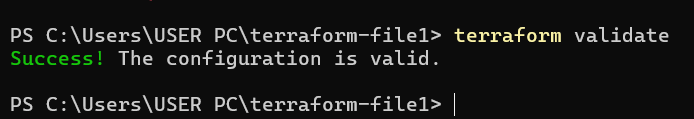 PS C:\Users\USER PC\terraform-file1> terraform validate
Success! The configuration is valid.
PS C:\Users\USER PC\terraform-file1>